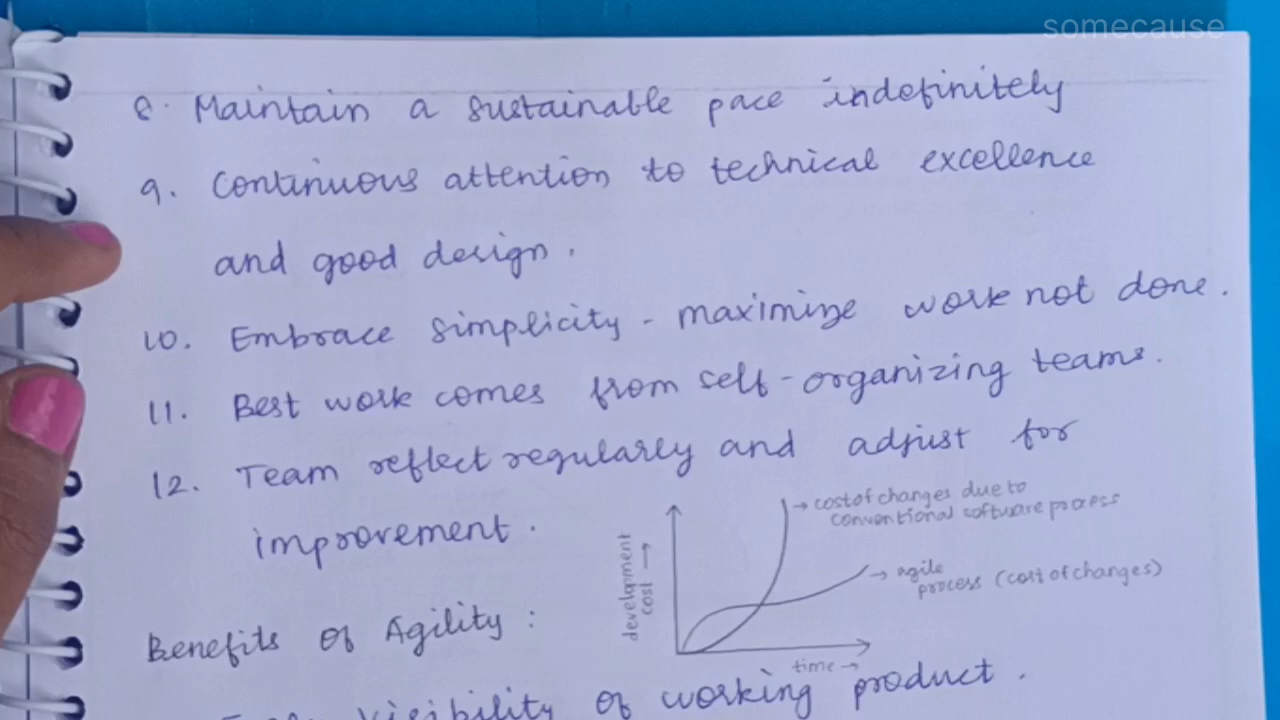 somecause
8. Maintain a sustainable pace indefinitely
9. Continuous attention to technical excellence
and good design.
10. Embrace simplicity - maximize work not done.
11. Best work comes from self-organizing teams.
12. Team reflect regularly and adjust for
improvement.
development
cost →
→ cost of changes due to
conventional software process
→ agile
process (cost of changes)
time →
Benefits of Agility :
visibility of working product.